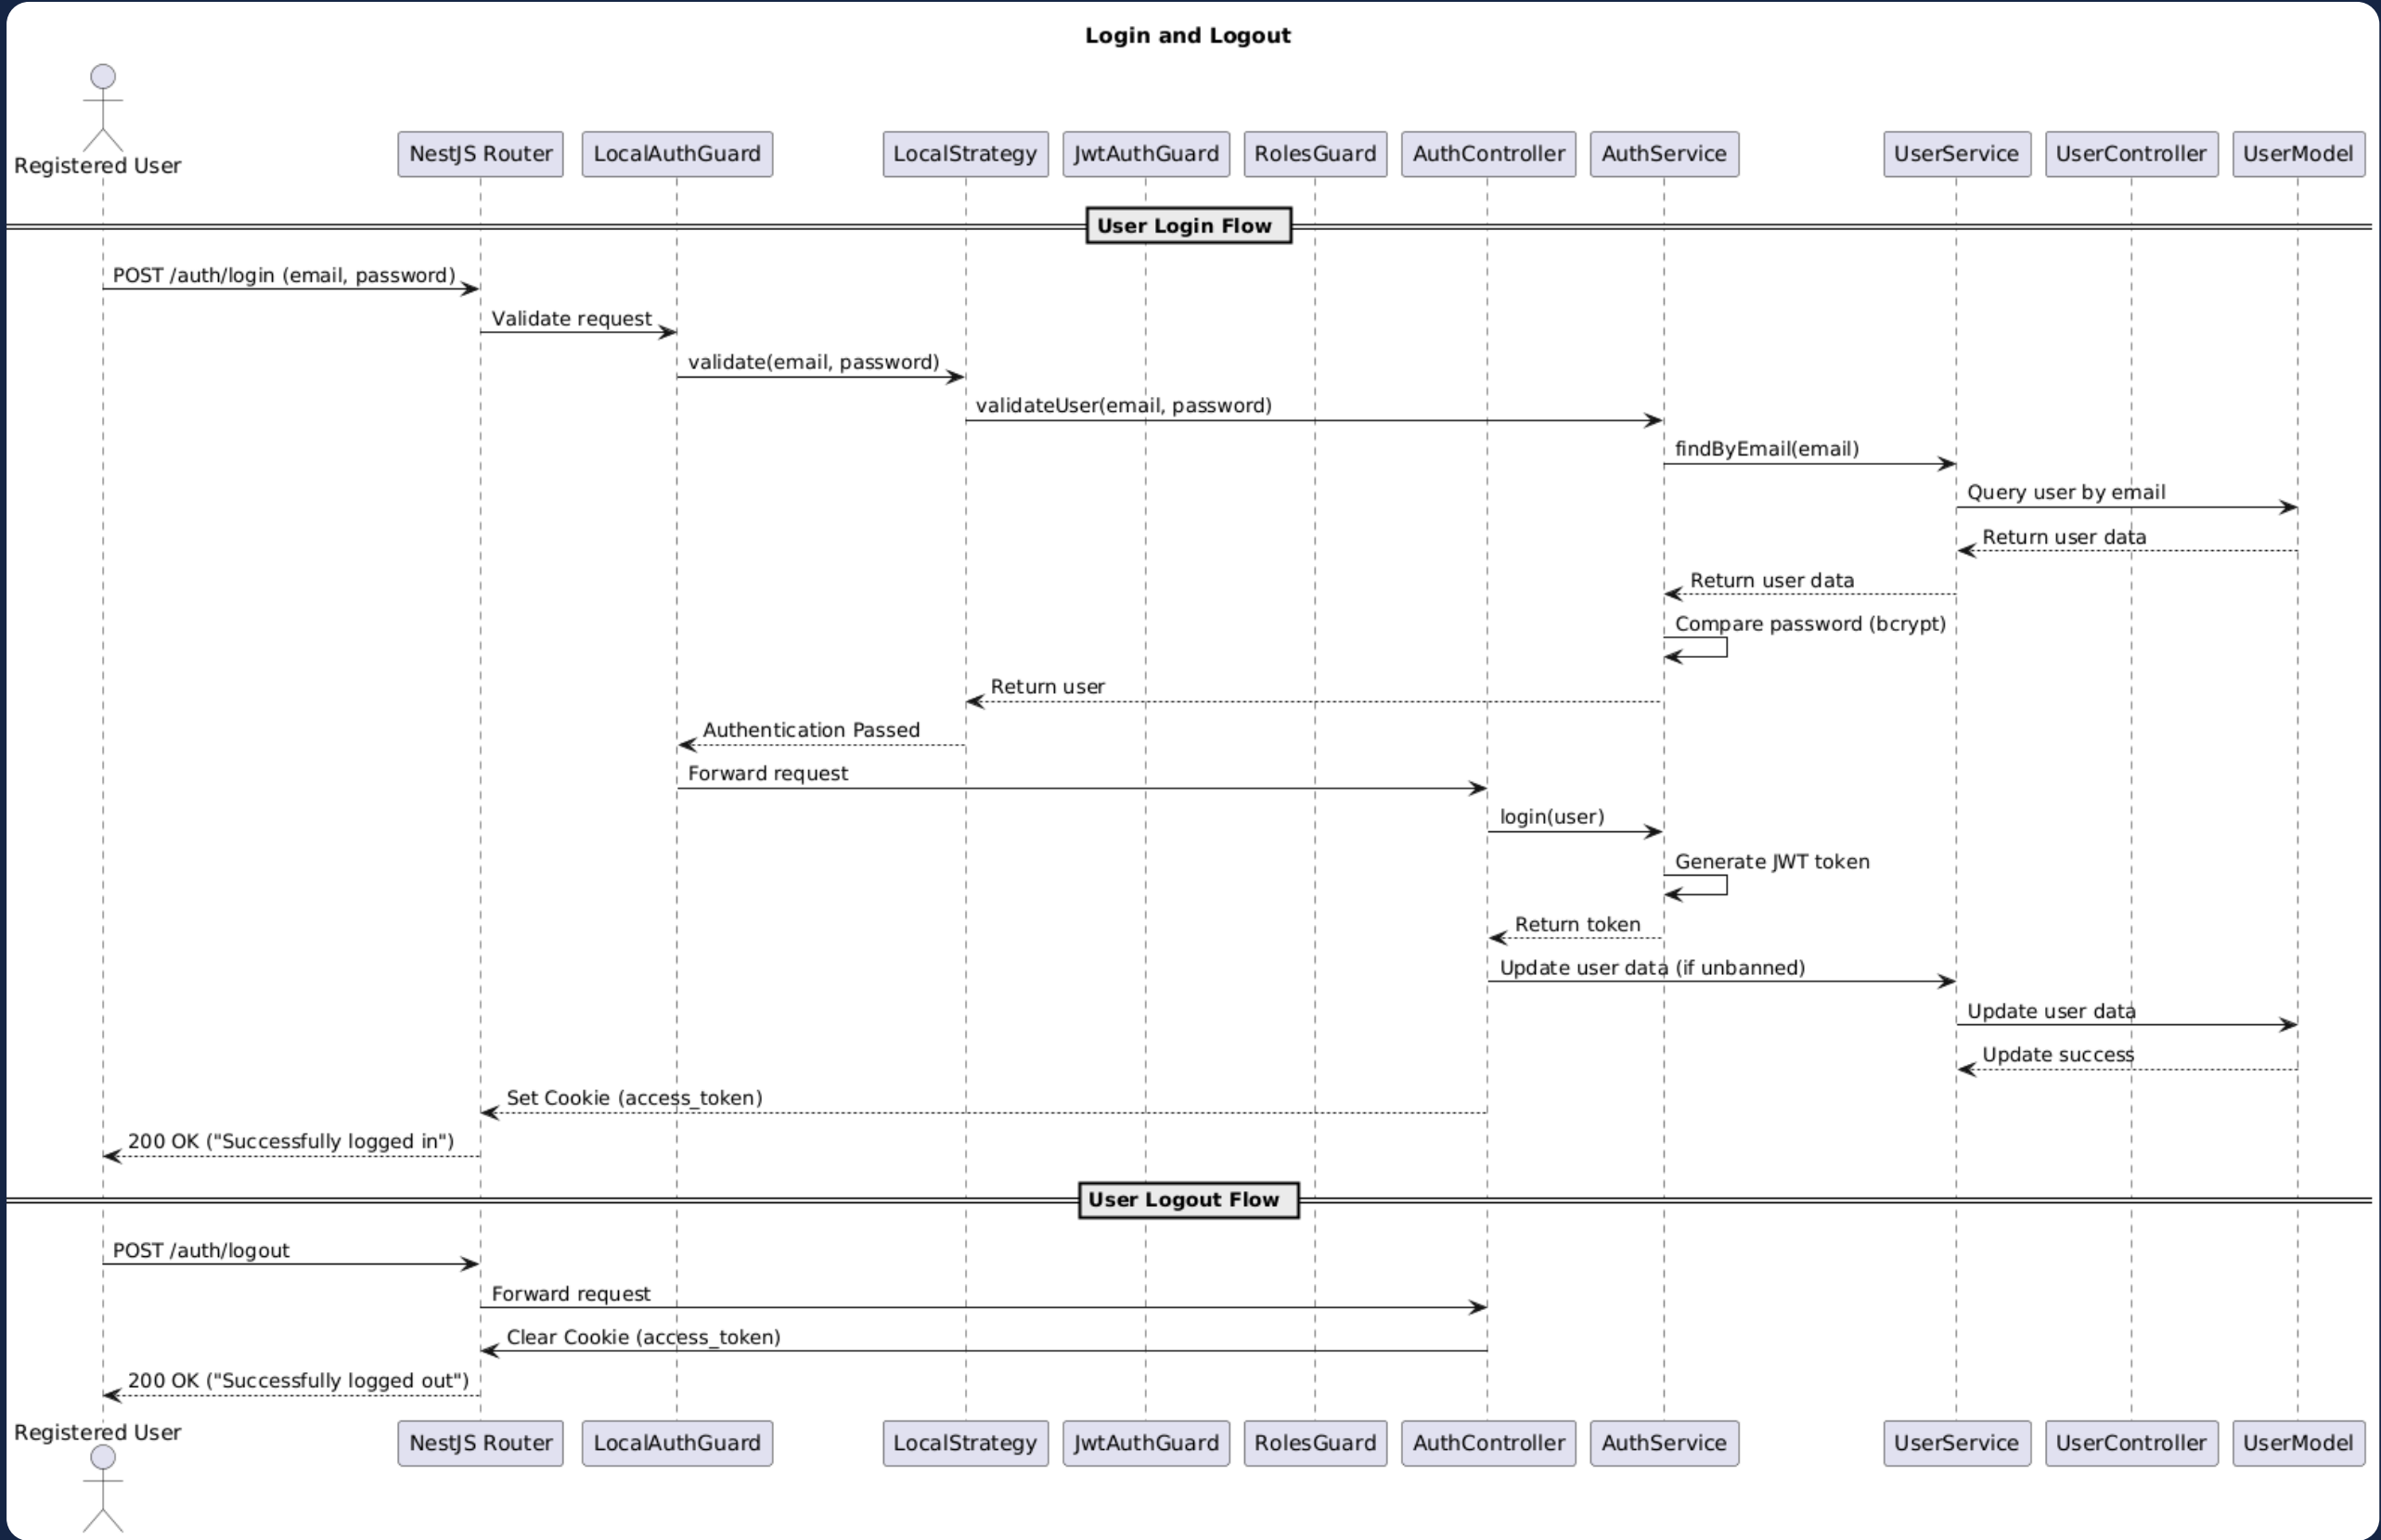 Login and Logout
Registered User
NestJS Router
LocalAuthGuard
LocalStrategy
JwtAuthGuard
RolesGuard
AuthController
AuthService
UserService
UserController
UserModel
User Login Flow
POST /auth/login (email, password)
Validate request
validate(email, password)
validateUser(email, password)
findByEmail(email)
Query user by email
Return user data
Return user data
Compare password (bcrypt)
Return user
Authentication Passed
Forward request
login(user)
Generate JWT token
Return token
Update user data (if unbanned)
Update user data
Update success
Set Cookie (access_token)
200 OK ("Successfully logged in")
User Logout Flow
POST /auth/logout
Forward request
Clear Cookie (access_token)
200 OK ("Successfully logged out")
Registered User
NestJS Router
LocalAuthGuard
LocalStrategy
JwtAuthGuard
RolesGuard
AuthController
AuthService
UserService
UserController
UserModel